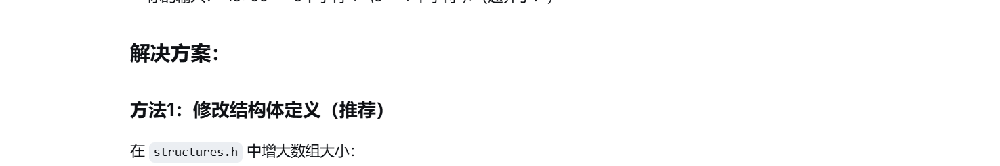 解决方案：
方法1：修改结构体定义（推荐）
在 structures.h 中增大数组大小：